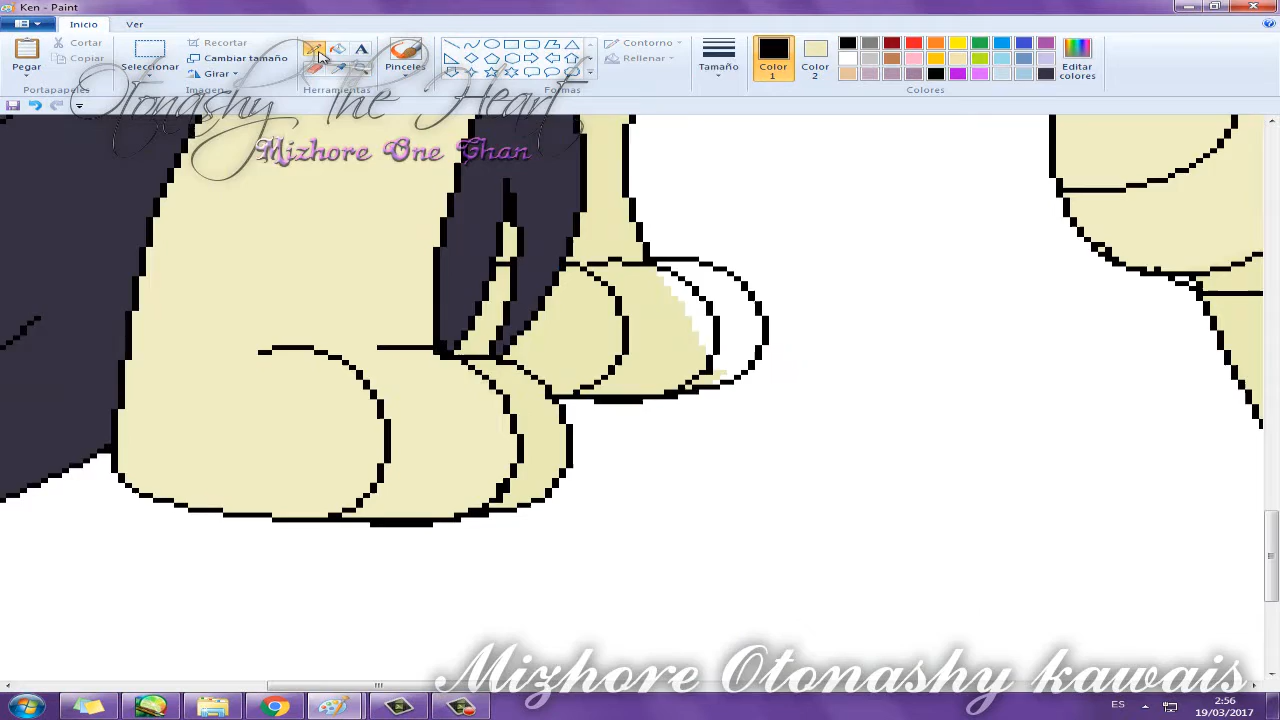 Ken - Paint
Inicio Ver
Pegar
Cortar
Copiar
Portapapeles
Seleccionar
Recortar
Cambiar tamaño
Girar
Imagen
A
Herramientas
Pinceles
Contorno
Rellenar
Formas
Tamaño
Color 1
Color 2
Editar colores
Colores
Otonashy The Heart
Mizhore One Chan
Mizhore Otonashy kawais
ES
2:56
19/03/2017